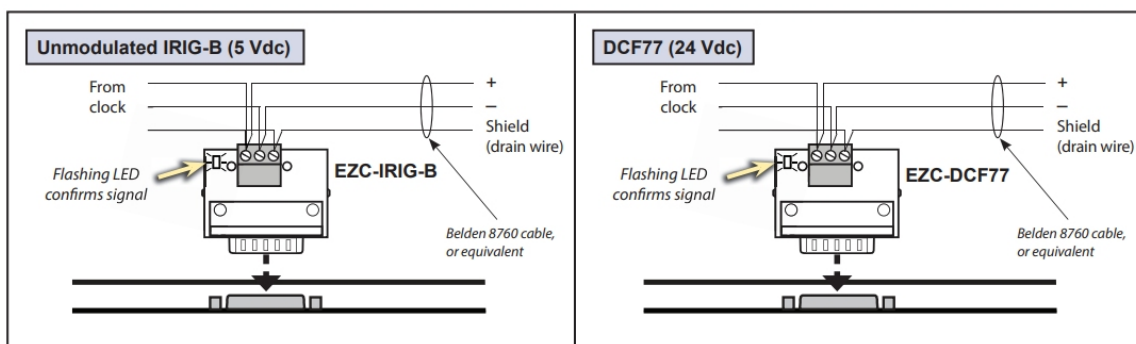 Unmodulated IRIG-B (5 Vdc)
From
clock
+
–
Shield
(drain wire)
Flashing LED
confirms signal
EZC-IRIG-B
Belden 8760 cable,
or equivalent
DCF77 (24 Vdc)
From
clock
+
–
Shield
(drain wire)
Flashing LED
confirms signal
EZC-DCF77
Belden 8760 cable,
or equivalent